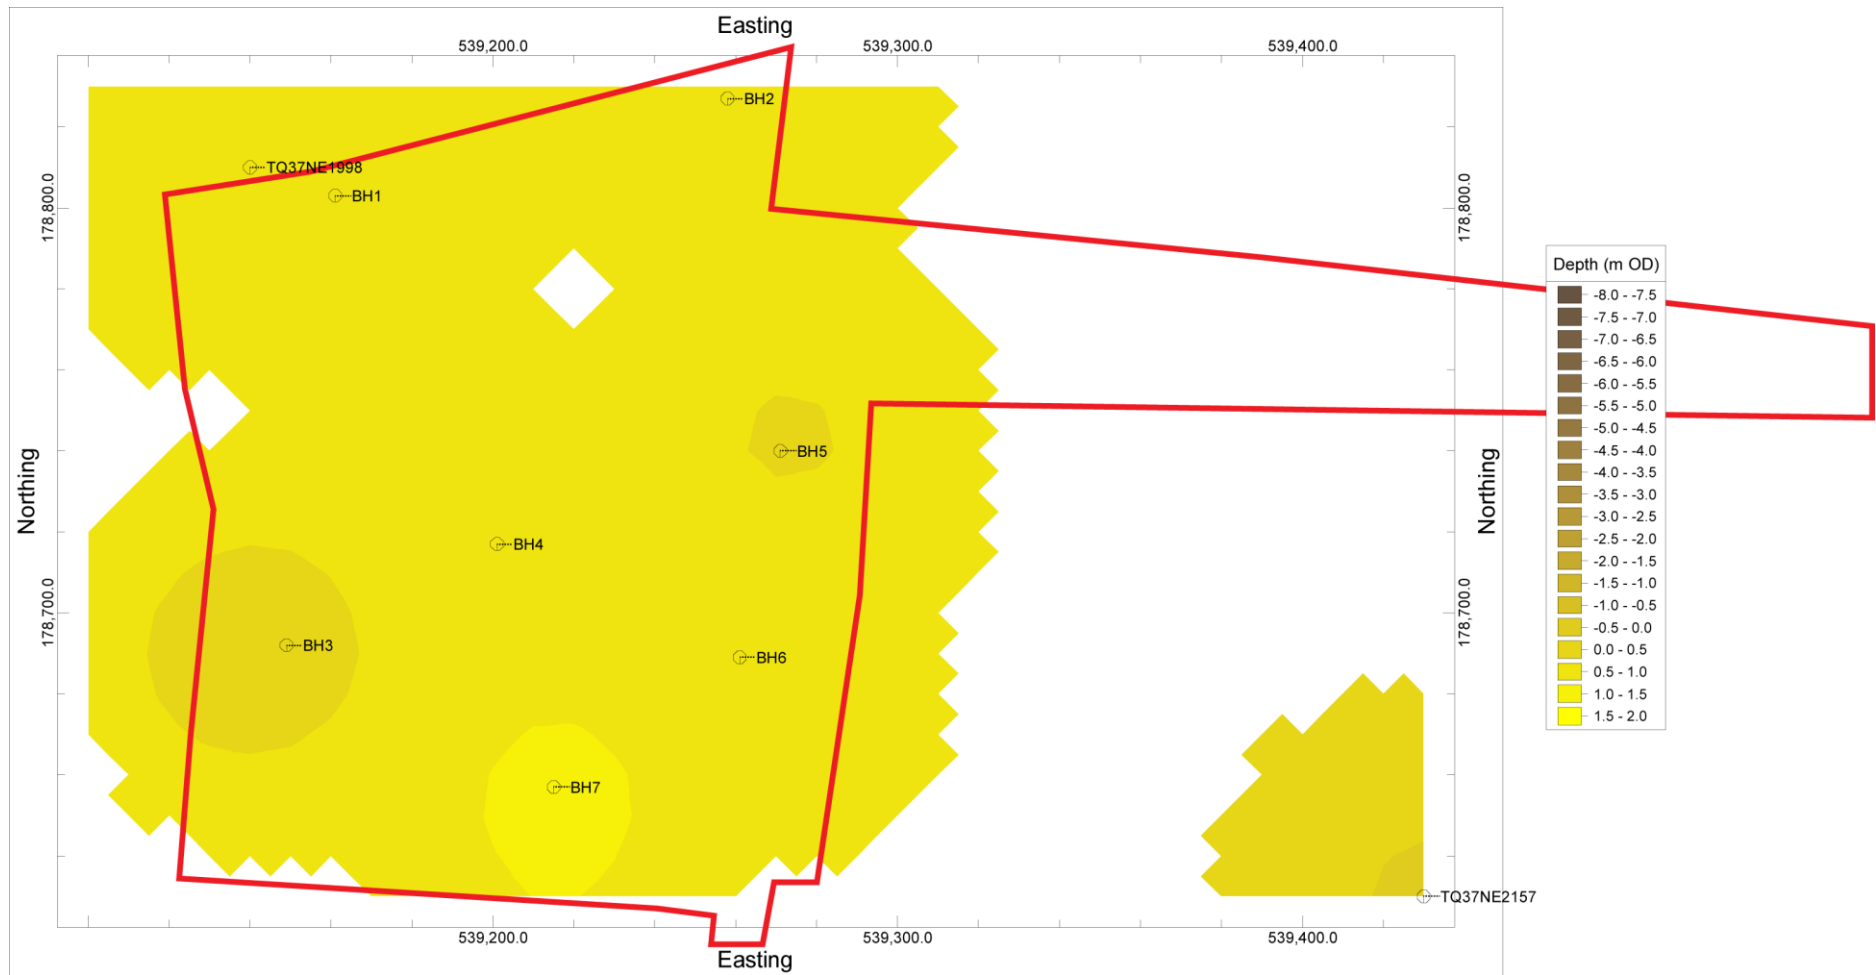 Easting
539,200.0
539,300.0
539,400.0
BH2
TQ37NE1998
BH1
178,800.0
178,800.0
Depth (m OD)
-8.0 - -7.5
-7.5 - -7.0
-7.0 - -6.5
-6.5 - -6.0
-6.0 - -5.5
-5.5 - -5.0
-5.0 - -4.5
-4.5 - -4.0
-4.0 - -3.5
-3.5 - -3.0
-3.0 - -2.5
-2.5 - -2.0
-2.0 - -1.5
-1.5 - -1.0
-1.0 - -0.5
-0.5 - 0.0
0.0 - 0.5
0.5 - 1.0
1.0 - 1.5
1.5 - 2.0
BH5
Northing
Northing
BH4
178,700.0
178,700.0
BH3
BH6
BH7
TQ37NE2157
539,200.0
539,300.0
539,400.0
Easting